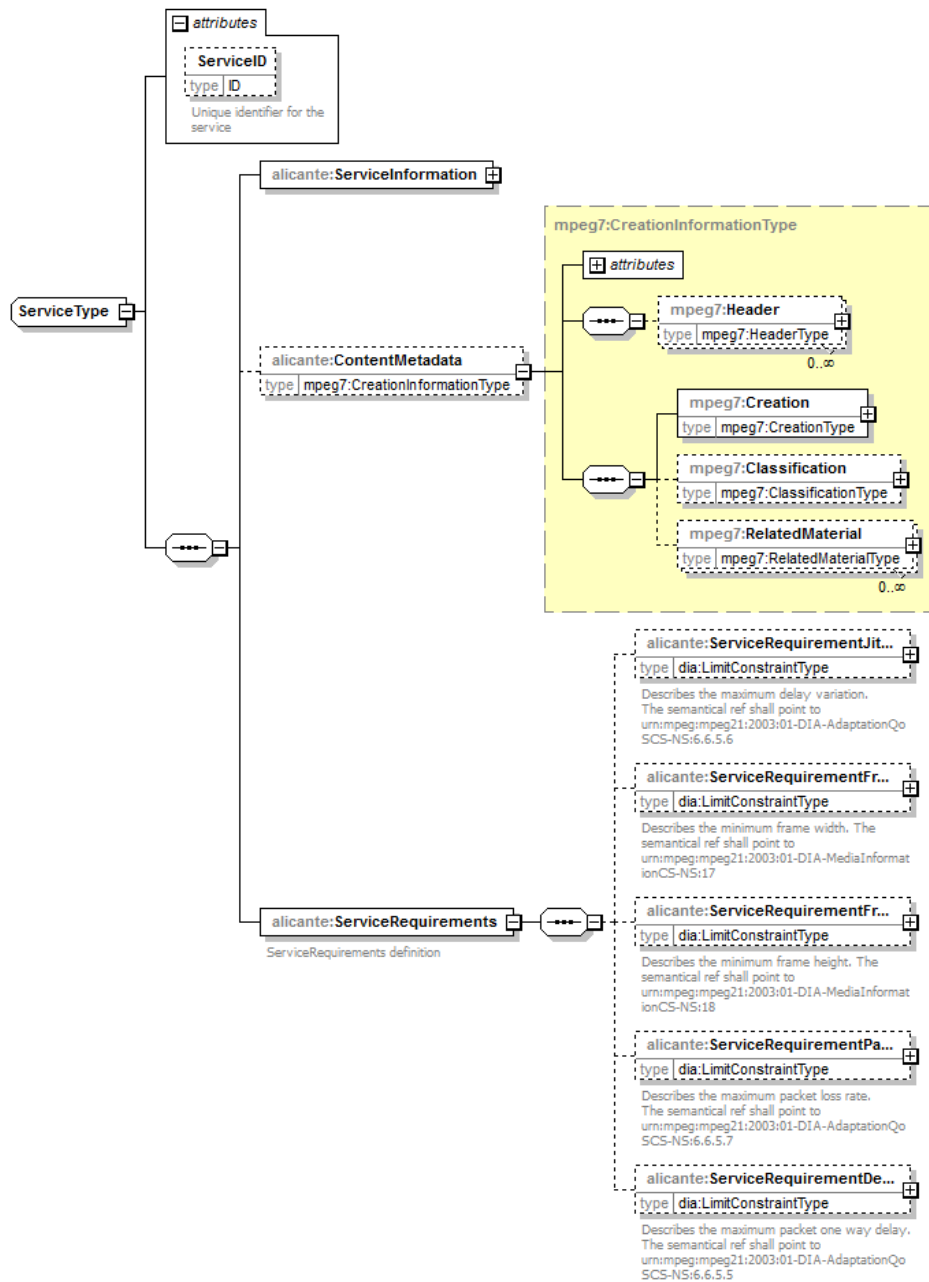 attributes
ServiceID
type ID
Unique identifier for the
service
alicante:ServiceInformation
mpeg7:CreationInformationType
attributes
ServiceType
mpeg7:Header
type mpeg7:HeaderType
0..∞
alicante:ContentMetadata
type mpeg7:CreationInformationType
mpeg7:Creation
type mpeg7:CreationType
mpeg7:Classification
type mpeg7:ClassificationType
mpeg7:RelatedMaterial
type mpeg7:RelatedMaterialType
0..∞
alicante:ServiceRequirementJit...
type dia:LimitConstraintType
Describes the maximum delay variation.
The semantical ref shall point to
urn:mpeg:mpeg21:2003:01-DIA-AdaptationQo
SCS-NS:6.6.5.6
alicante:ServiceRequirementFr...
type dia:LimitConstraintType
Describes the minimum frame width. The
semantical ref shall point to
urn:mpeg:mpeg21:2003:01-DIA-MediaInformat
ionCS-NS:17
alicante:ServiceRequirements
ServiceRequirements definition
alicante:ServiceRequirementFr...
type dia:LimitConstraintType
Describes the minimum frame height. The
semantical ref shall point to
urn:mpeg:mpeg21:2003:01-DIA-MediaInformat
ionCS-NS:18
alicante:ServiceRequirementPa...
type dia:LimitConstraintType
Describes the maximum packet loss rate.
The semantical ref shall point to
urn:mpeg:mpeg21:2003:01-DIA-AdaptationQo
SCS-NS:6.6.5.7
alicante:ServiceRequirementDe...
type dia:LimitConstraintType
Describes the maximum packet one way delay.
The semantical ref shall point to
urn:mpeg:mpeg21:2003:01-DIA-AdaptationQo
SCS-NS:6.6.5.5